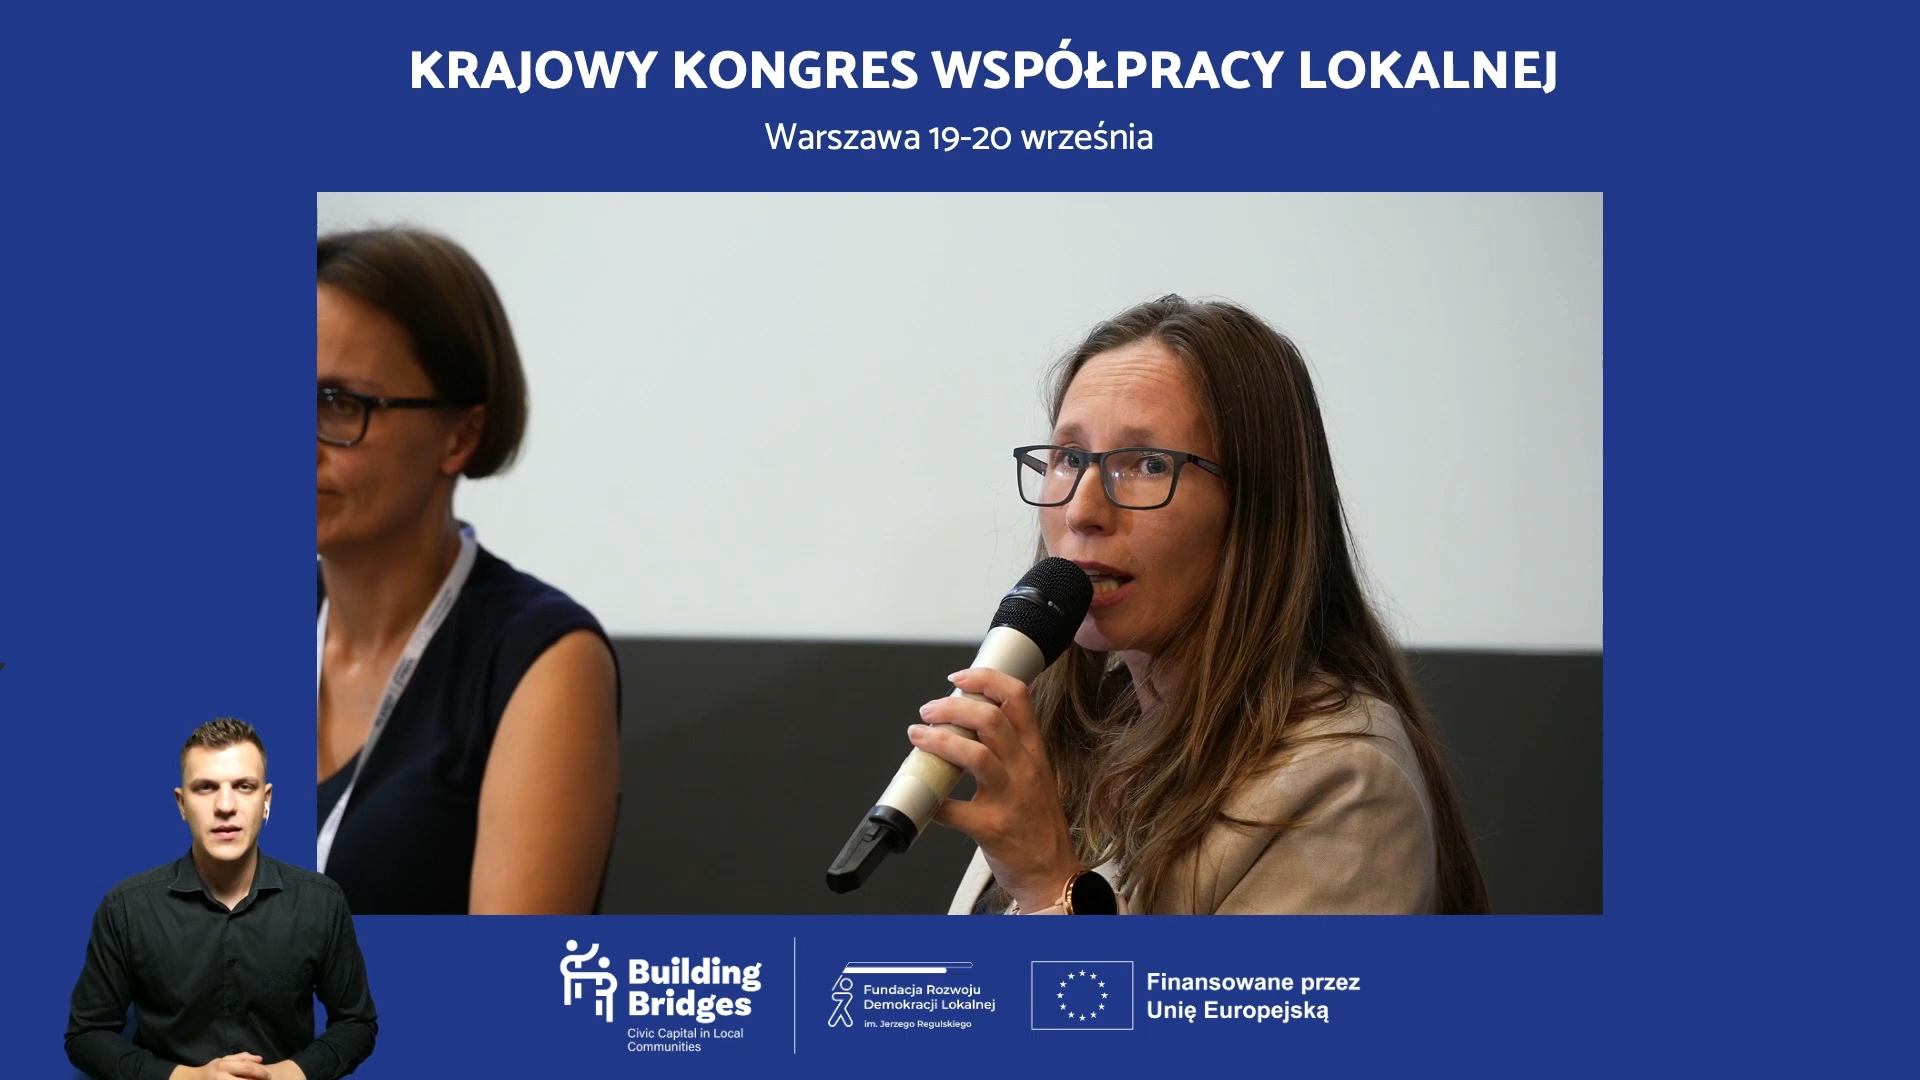 KRAJOWY KONGRES WSPÓŁPRACY LOKALNEJ
Warszawa 19-20 września
Building
Bridges
Civic Capital in Local
Communities
Fundacja Rozwoju
Demokracji Lokalnej
im. Jerzego Regulskiego
Finansowane przez
Unię Europejską